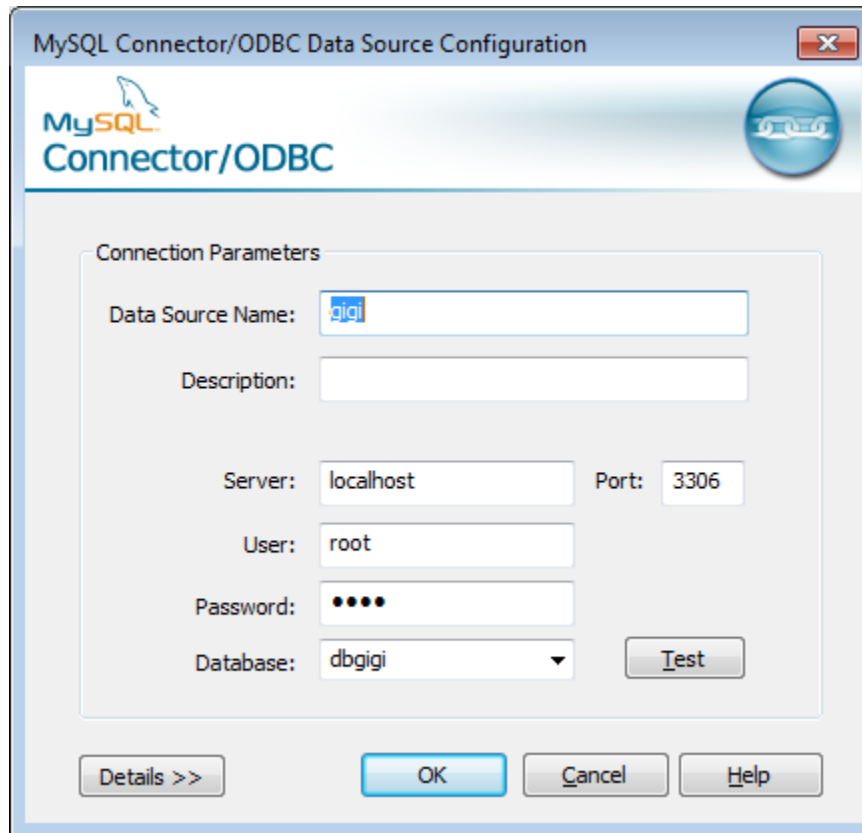 MySQL Connector/ODBC Data Source Configuration
MySQL
Connector/ODBC
Connection Parameters
Data Source Name: gigi
Description:
Server: localhost Port: 3306
User: root
Password: ••••
Database: dbgigi Test
Details >> OK Cancel Help